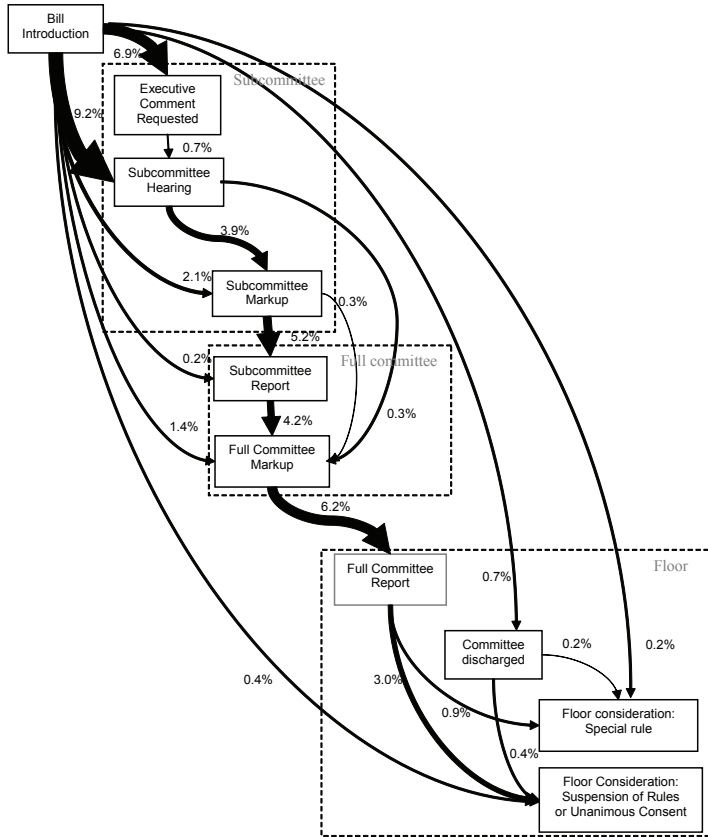 Bill
Introduction
6.9%
Subcommittee
Executive
Comment
Requested
9.2%
0.7%
Subcommittee
Hearing
3.9%
2.1%
Subcommittee
Markup
0.3%
5.2%
Full committee
0.2%
Subcommittee
Report
4.2%
0.3%
1.4%
Full Committee
Markup
6.2%
Full Committee
Report
Floor
0.7%
Committee
discharged
0.2%
0.2%
0.4%
3.0%
0.9%
Floor consideration:
Special rule
0.4%
Floor Consideration:
Suspension of Rules
or Unanimous Consent